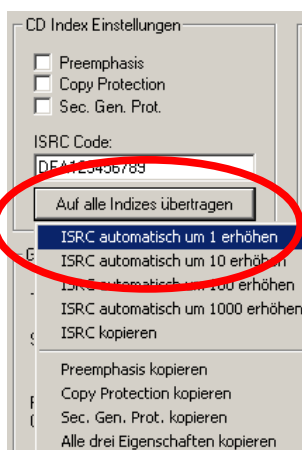 CD Index Einstellungen
Preemphasis
Copy Protection
Sec. Gen. Prot.
ISRC Code:
DEA123456789
Auf alle Indizes übertragen
ISRC automatisch um 1 erhöhen
ISRC automatisch um 10 erhöhen
ISRC automatisch um 100 erhöhen
ISRC automatisch um 1000 erhöhen
ISRC kopieren
Preemphasis kopieren
Copy Protection kopieren
Sec. Gen. Prot. kopieren
Alle drei Eigenschaften kopieren